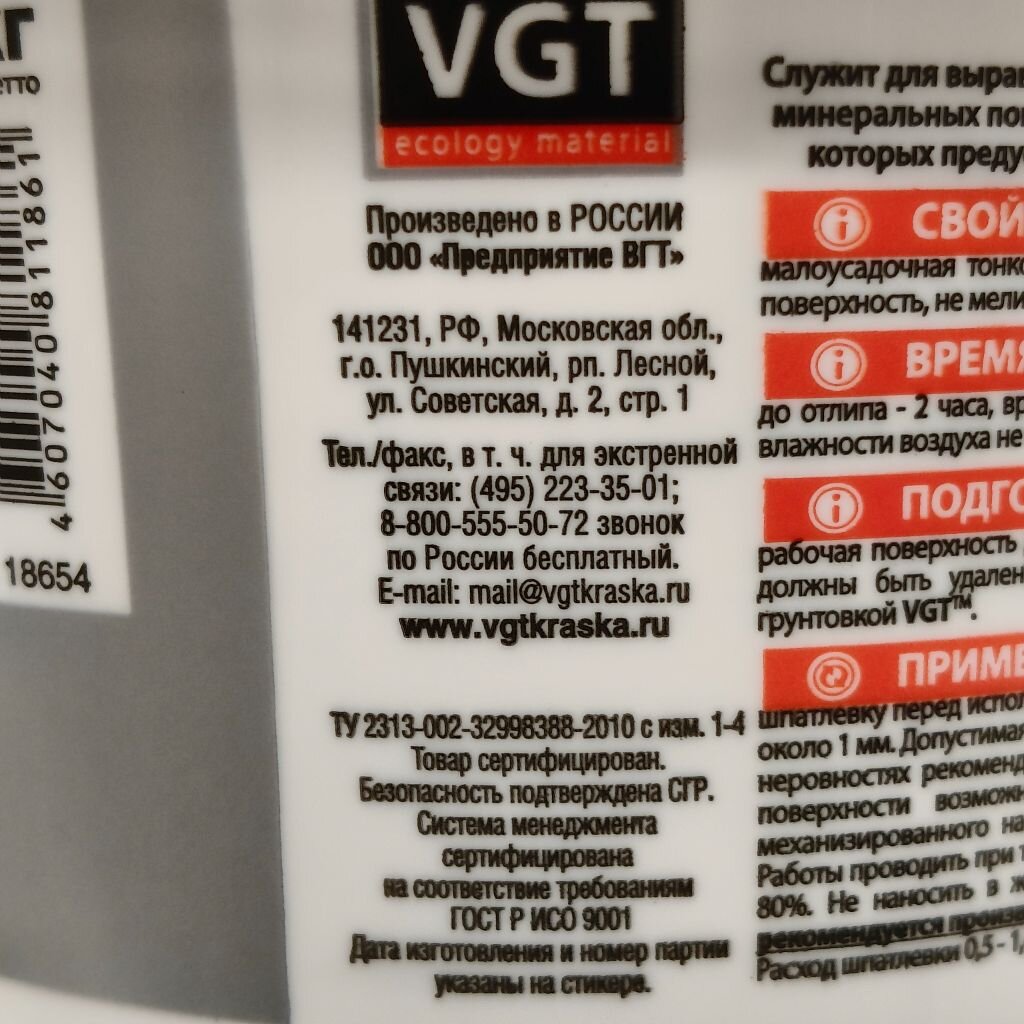 КГ
нетто
4 607040 811861
18654
VGT
ecology material
Произведено в РОССИИ
ООО «Предприятие ВГТ»
141231, РФ, Московская обл.,
г.о. Пушкинский, рп. Лесной,
ул. Советская, д. 2, стр. 1
Тел./факс, в т. ч. для экстренной
связи: (495) 223-35-01;
8-800-555-50-72 звонок
по России бесплатный.
E-mail: mail@vgtkraska.ru
www.vgtkraska.ru
ТУ 2313-002-32998388-2010 с изм. 1-4
Товар сертифицирован.
Безопасность подтверждена СГР.
Система менеджмента
сертифицирована
на соответствие требованиям
ГОСТ Р ИСО 9001
Дата изготовления и номер партии
указаны на стикере.
Служит для вырав
минеральных по
которых преду
СВОЙ
малоусадочная тонко
поверхность, не мели
ВРЕМЯ
до отлипа - 2 часа, вр
влажности воздуха не
ПОДГО
рабочая поверхность
должны быть удален
грунтовкой VGT™.
ПРИМЕ
шпатлевку перед испол
около 1 мм. Допустимая
неровностях рекоменд
поверхности возможн
механизированного на
Работы проводить при т
80%. Не наносить в ж
рекомендуется произв
Расход шпатлевки 0,5 - 1,